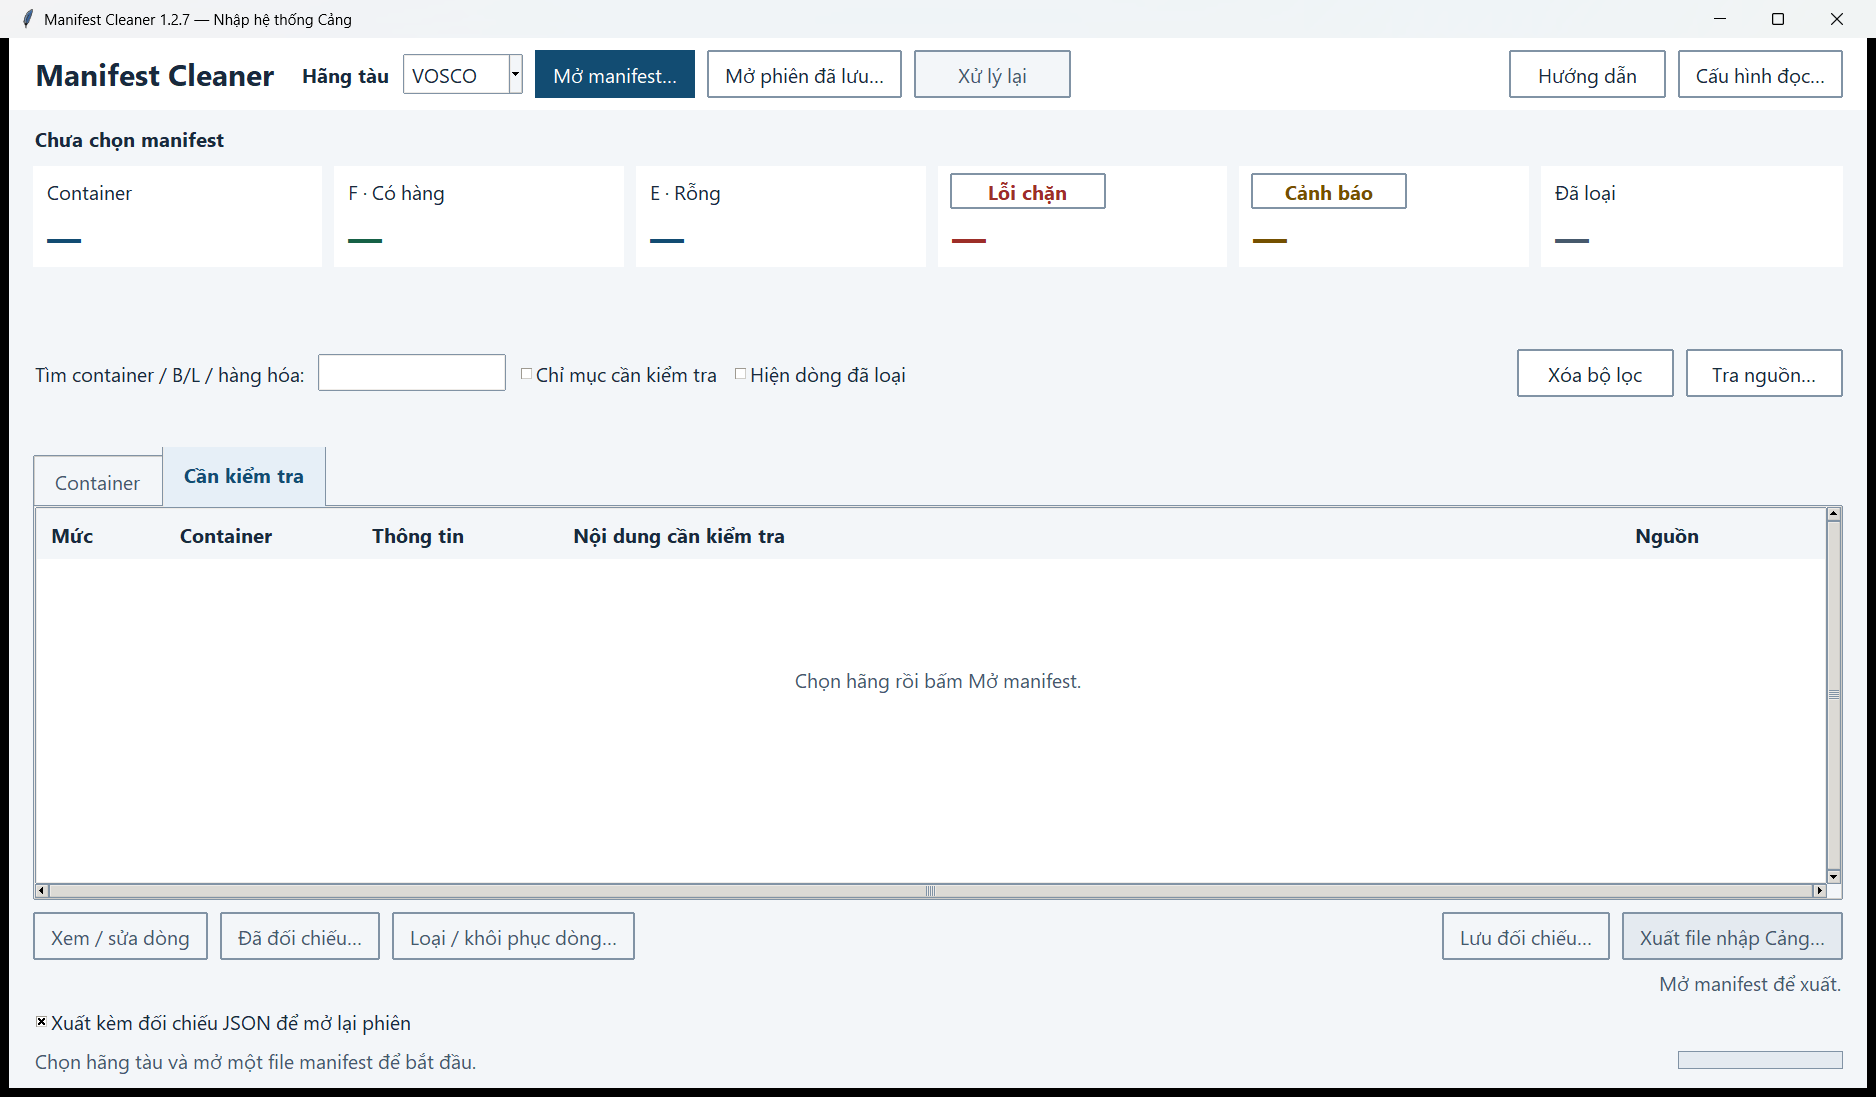 Manifest Cleaner 1.2.7 — Nhập hệ thống Cảng
Manifest Cleaner Hãng tàu VOSCO Mở manifest... Mở phiên đã lưu... Xử lý lại Hướng dẫn Cấu hình đọc...
Chưa chọn manifest
Container F · Có hàng E · Rỗng Lỗi chặn Cảnh báo Đã loại
— — — — — —
Tìm container / B/L / hàng hóa: Chỉ mục cần kiểm tra Hiện dòng đã loại Xóa bộ lọc Tra nguồn...
Container Cần kiểm tra
Mức Container Thông tin Nội dung cần kiểm tra Nguồn
Chọn hãng rồi bấm Mở manifest.
Xem / sửa dòng Đã đối chiếu... Loại / khôi phục dòng... Lưu đối chiếu... Xuất file nhập Cảng...
Mở manifest để xuất.
Xuất kèm đối chiếu JSON để mở lại phiên
Chọn hãng tàu và mở một file manifest để bắt đầu.